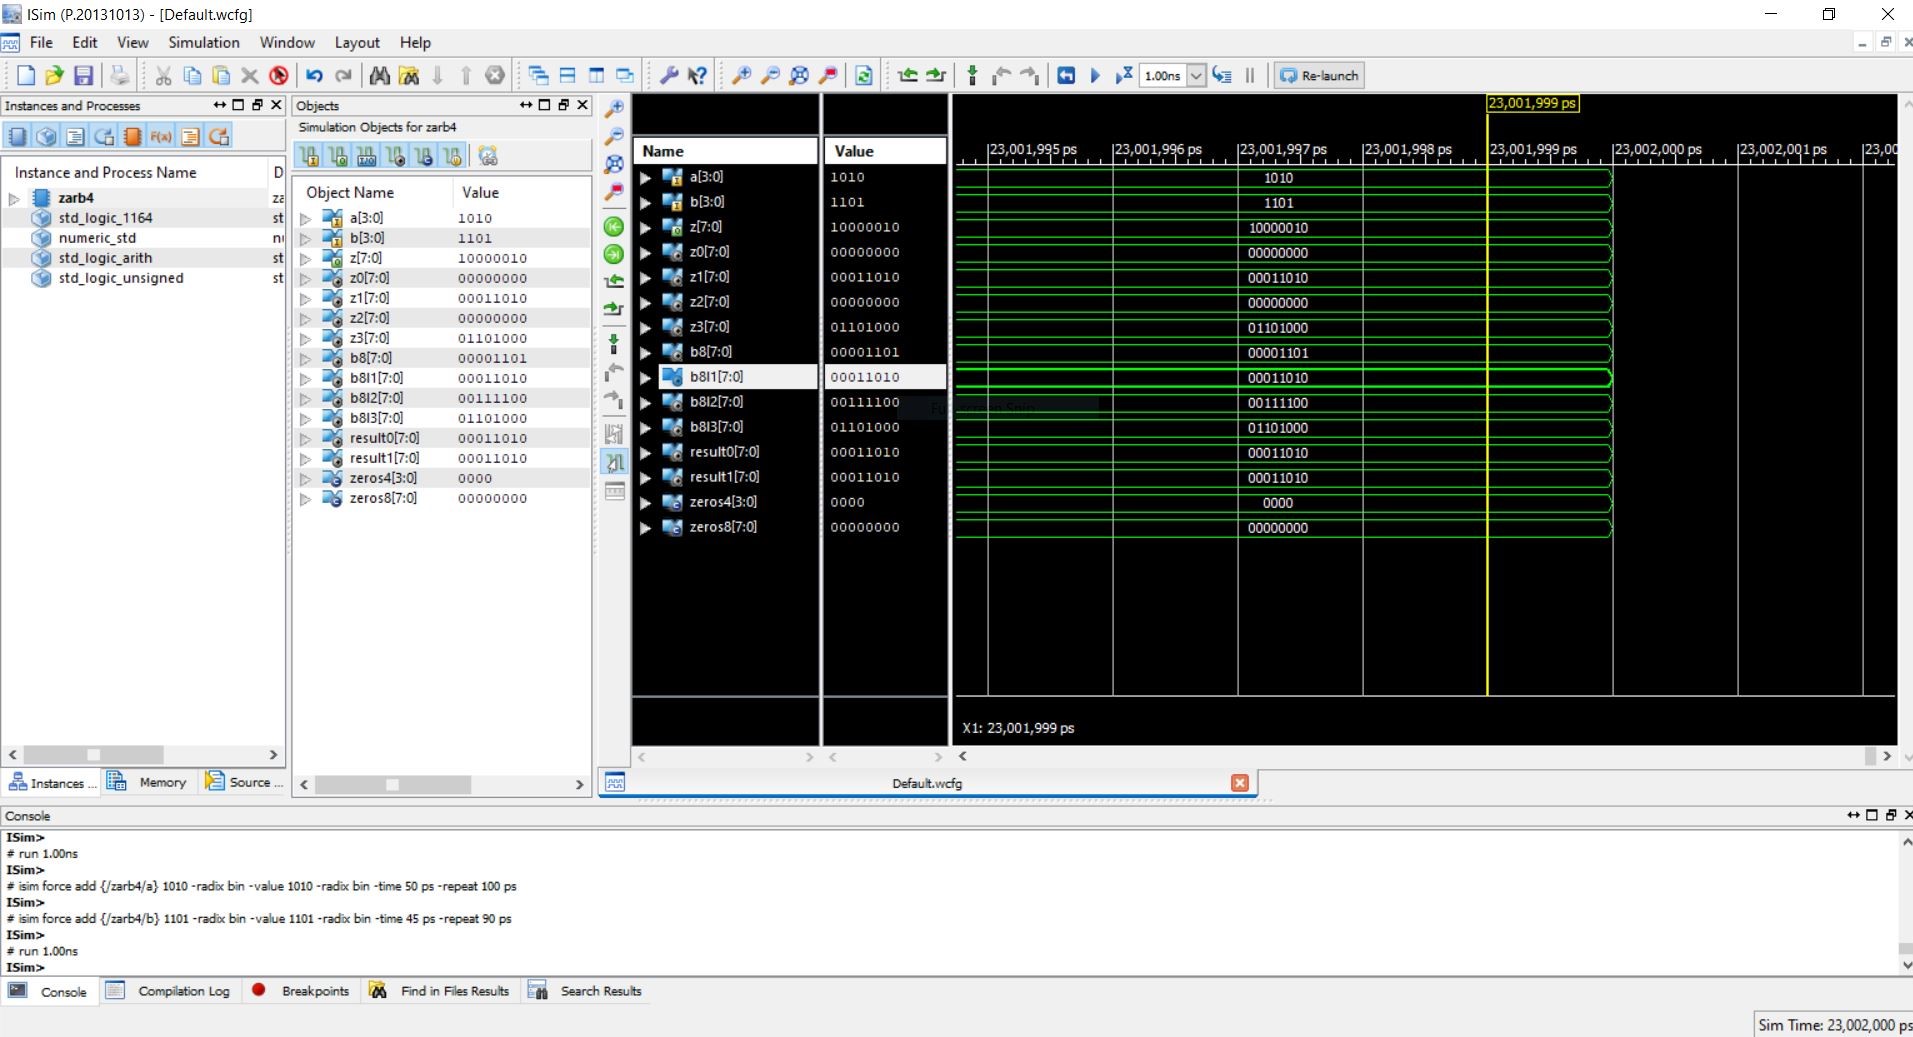 ISim (P.20131013) - [Default.wcfg]
File Edit View Simulation Window Layout Help
1.00ns Re-launch
Instances and Processes
Instance and Process Name D
zarb4 za
std_logic_1164 st
numeric_std nu
std_logic_arith st
std_logic_unsigned st
Instances ... Memory Source ...
Objects
Simulation Objects for zarb4
Object Name Value
a[3:0] 1010
b[3:0] 1101
z[7:0] 10000010
z0[7:0] 00000000
z1[7:0] 00011010
z2[7:0] 00000000
z3[7:0] 01101000
b8[7:0] 00001101
b8l1[7:0] 00011010
b8l2[7:0] 00111100
b8l3[7:0] 01101000
result0[7:0] 00011010
result1[7:0] 00011010
zeros4[3:0] 0000
zeros8[7:0] 00000000
23,001,999 ps
Name Value 23,001,995 ps 23,001,996 ps 23,001,997 ps 23,001,998 ps 23,001,999 ps 23,002,000 ps 23,002,001 ps 23,00
a[3:0] 1010 1010
b[3:0] 1101 1101
z[7:0] 10000010 10000010
z0[7:0] 00000000 00000000
z1[7:0] 00011010 00011010
z2[7:0] 00000000 00000000
z3[7:0] 01101000 01101000
b8[7:0] 00001101 00001101
b8l1[7:0] 00011010 00011010
b8l2[7:0] 00111100 00111100
b8l3[7:0] 01101000 01101000
result0[7:0] 00011010 00011010
result1[7:0] 00011010 00011010
zeros4[3:0] 0000 0000
zeros8[7:0] 00000000 00000000
X1: 23,001,999 ps
Default.wcfg
Console
ISim>
# run 1.00ns
ISim>
# isim force add {/zarb4/a} 1010 -radix bin -value 1010 -radix bin -time 50 ps -repeat 100 ps
ISim>
# isim force add {/zarb4/b} 1101 -radix bin -value 1101 -radix bin -time 45 ps -repeat 90 ps
ISim>
# run 1.00ns
ISim>
Console Compilation Log Breakpoints Find in Files Results Search Results
Sim Time: 23,002,000 ps